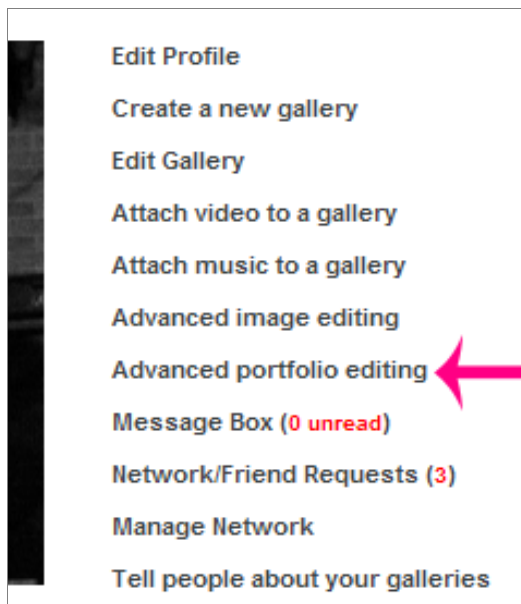 Edit Profile
Create a new gallery
Edit Gallery
Attach video to a gallery
Attach music to a gallery
Advanced image editing
Advanced portfolio editing
Message Box (0 unread)
Network/Friend Requests (3)
Manage Network
Tell people about your galleries